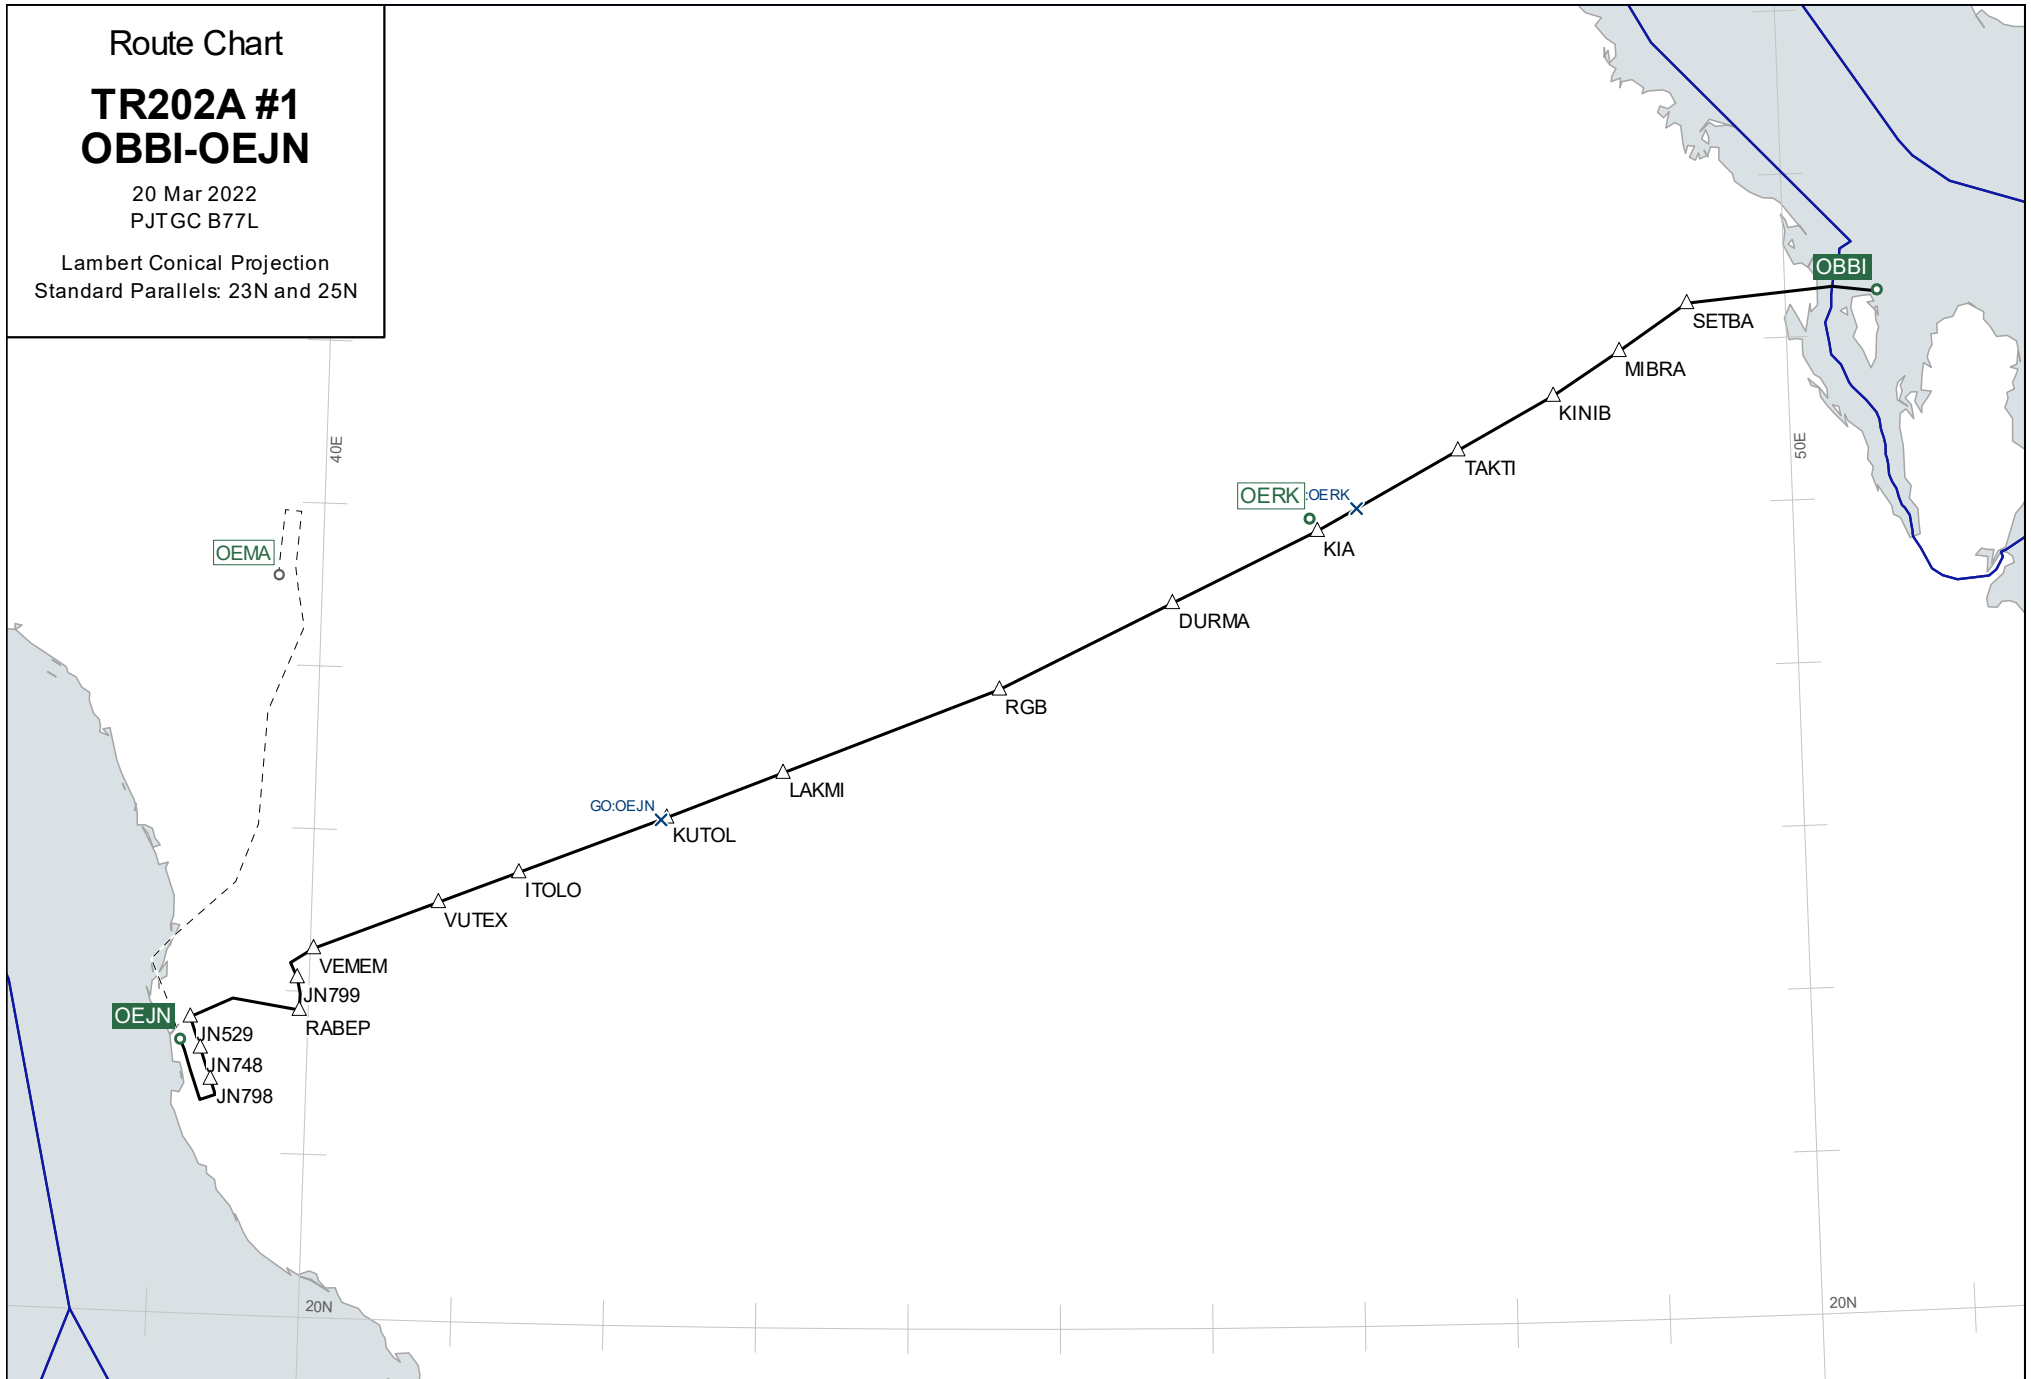 Route Chart
TR202A #1
OBBI-OEJN
20 Mar 2022
PJTGC B77L
Lambert Conical Projection
Standard Parallels: 23N and 25N
OBBI
SETBA
MIBRA
40E
50E
KINIB
TAKTI
OERK
:OERK
KIA
OEMA
DURMA
RGB
LAKMI
GO:OEJN
KUTOL
ITOLO
VUTEX
VEMEM
JN799
OEJN
RABEP
JN529
JN748
JN798
20N
20N